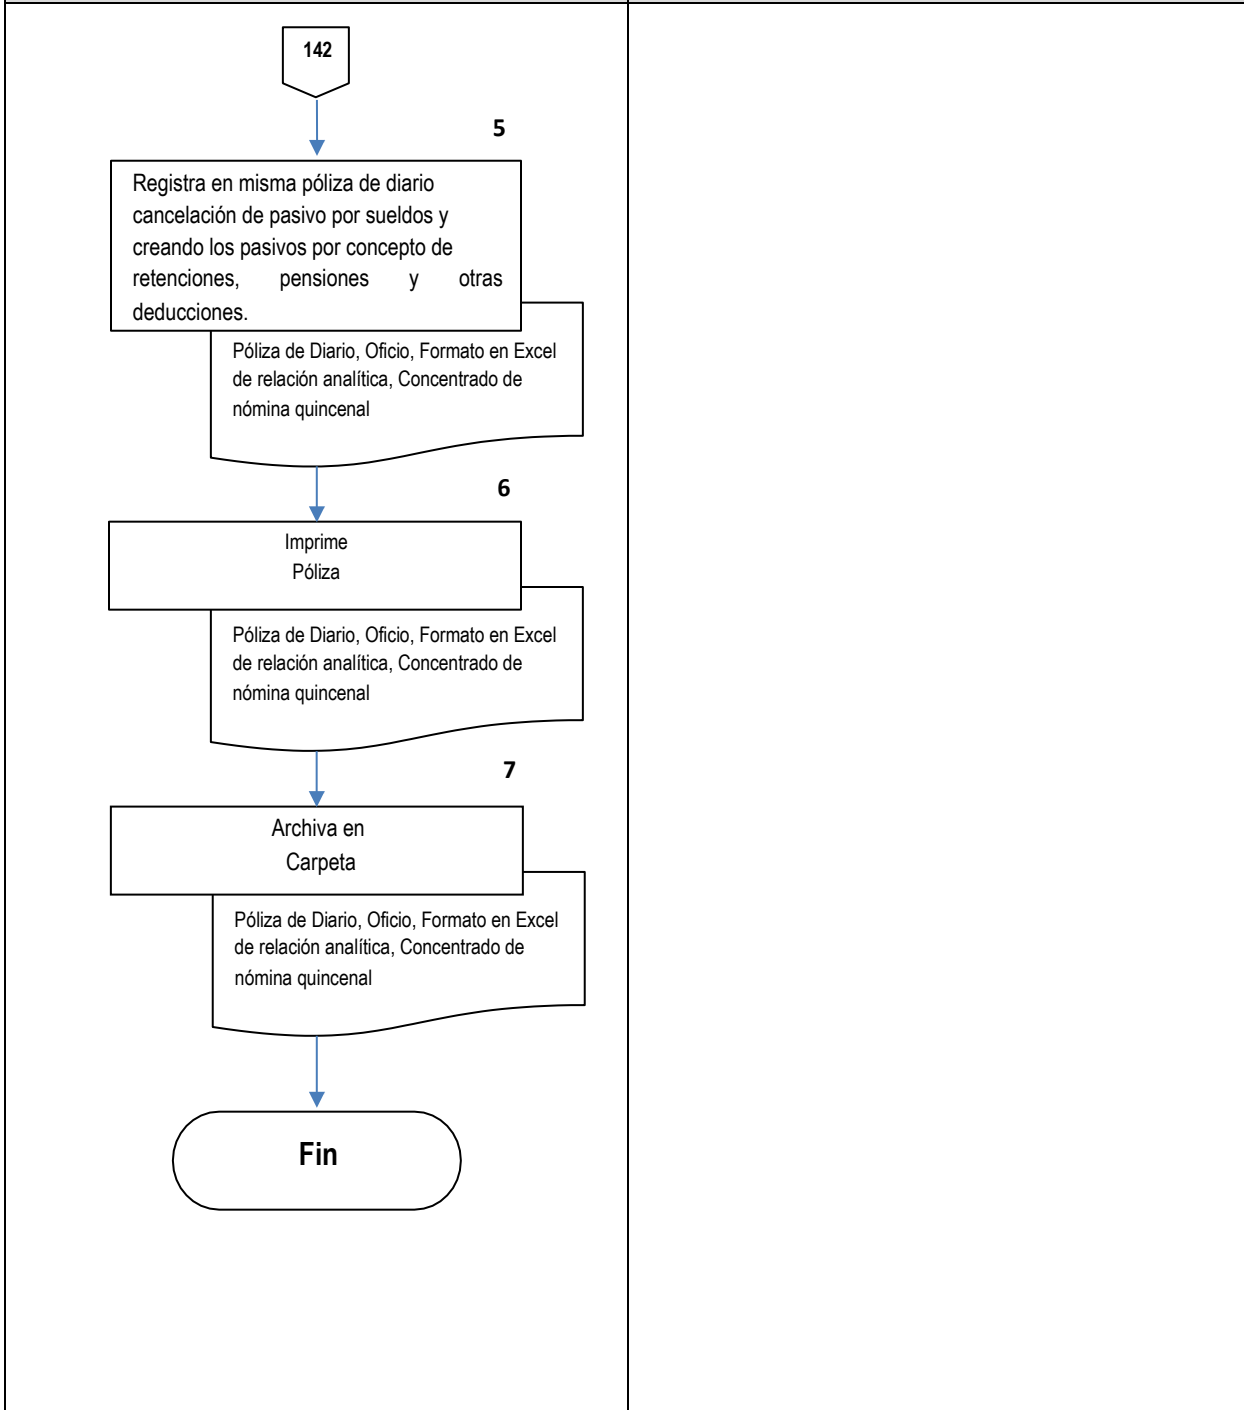 142
5
Registra en misma póliza de diario
cancelación de pasivo por sueldos y
creando los pasivos por concepto de
retenciones, pensiones y otras
deducciones.
Póliza de Diario, Oficio, Formato en Excel
de relación analítica, Concentrado de
nómina quincenal
6
Imprime
Póliza
Póliza de Diario, Oficio, Formato en Excel
de relación analítica, Concentrado de
nómina quincenal
7
Archiva en
Carpeta
Póliza de Diario, Oficio, Formato en Excel
de relación analítica, Concentrado de
nómina quincenal
Fin